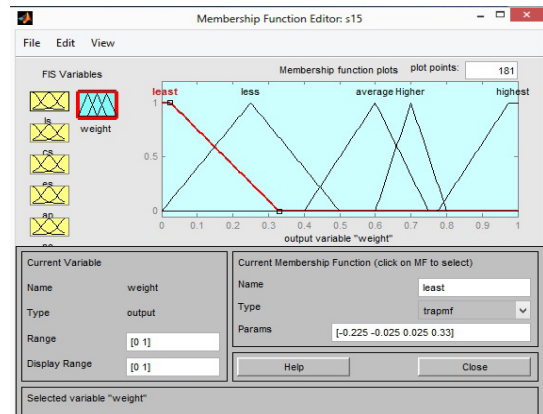 Membership Function Editor: s15
File Edit View
FIS Variables
Membership function plots plot points: 181
ls
cs
es
an
weight
least less average Higher highest
1
0.5
0
0 0.1 0.2 0.3 0.4 0.5 0.6 0.7 0.8 0.9 1
output variable "weight"
Current Variable
Name weight
Type output
Range [0 1]
Display Range [0 1]
Current Membership Function (click on MF to select)
Name least
Type trapmf
Params [-0.225 -0.025 0.025 0.33]
Help Close
Selected variable "weight"